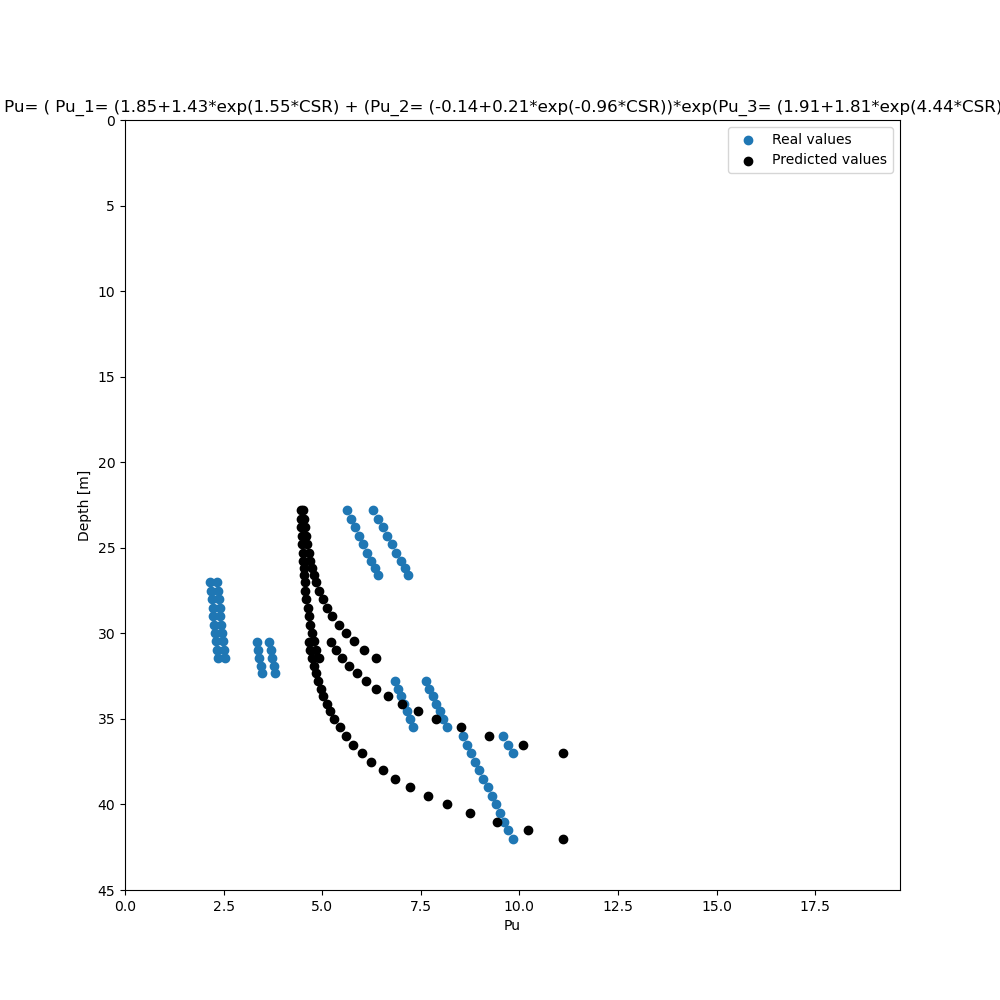 Pu= ( Pu_1= (1.85+1.43*exp(1.55*CSR) + (Pu_2= (-0.14+0.21*exp(-0.96*CSR))*exp(Pu_3= (1.91+1.81*exp(4.44*CSR)
0
5
10
15
20
25
30
35
40
45
Depth [m]
Real values
Predicted values
0.0 2.5 5.0 7.5 10.0 12.5 15.0 17.5
Pu